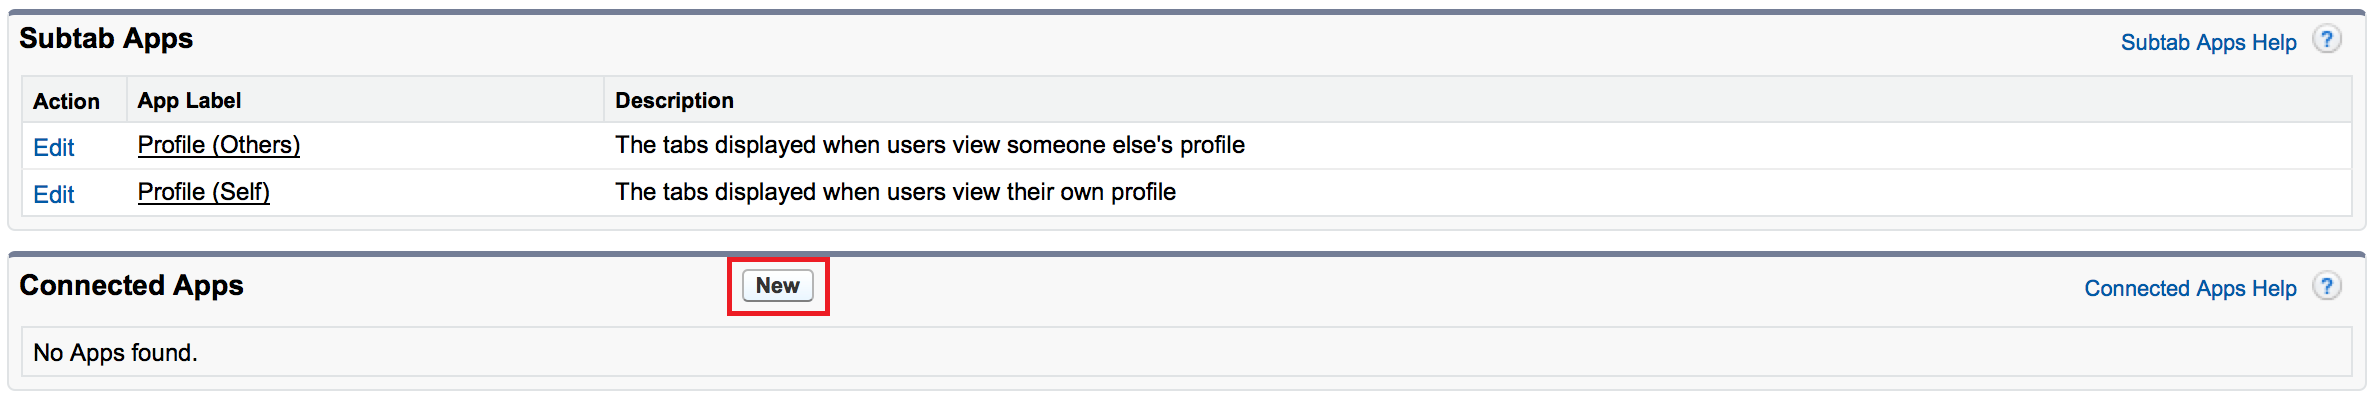 Subtab Apps
Subtab Apps Help ?
Action App Label Description
Edit Profile (Others) The tabs displayed when users view someone else's profile
Edit Profile (Self) The tabs displayed when users view their own profile
Connected Apps New Connected Apps Help ?
No Apps found.